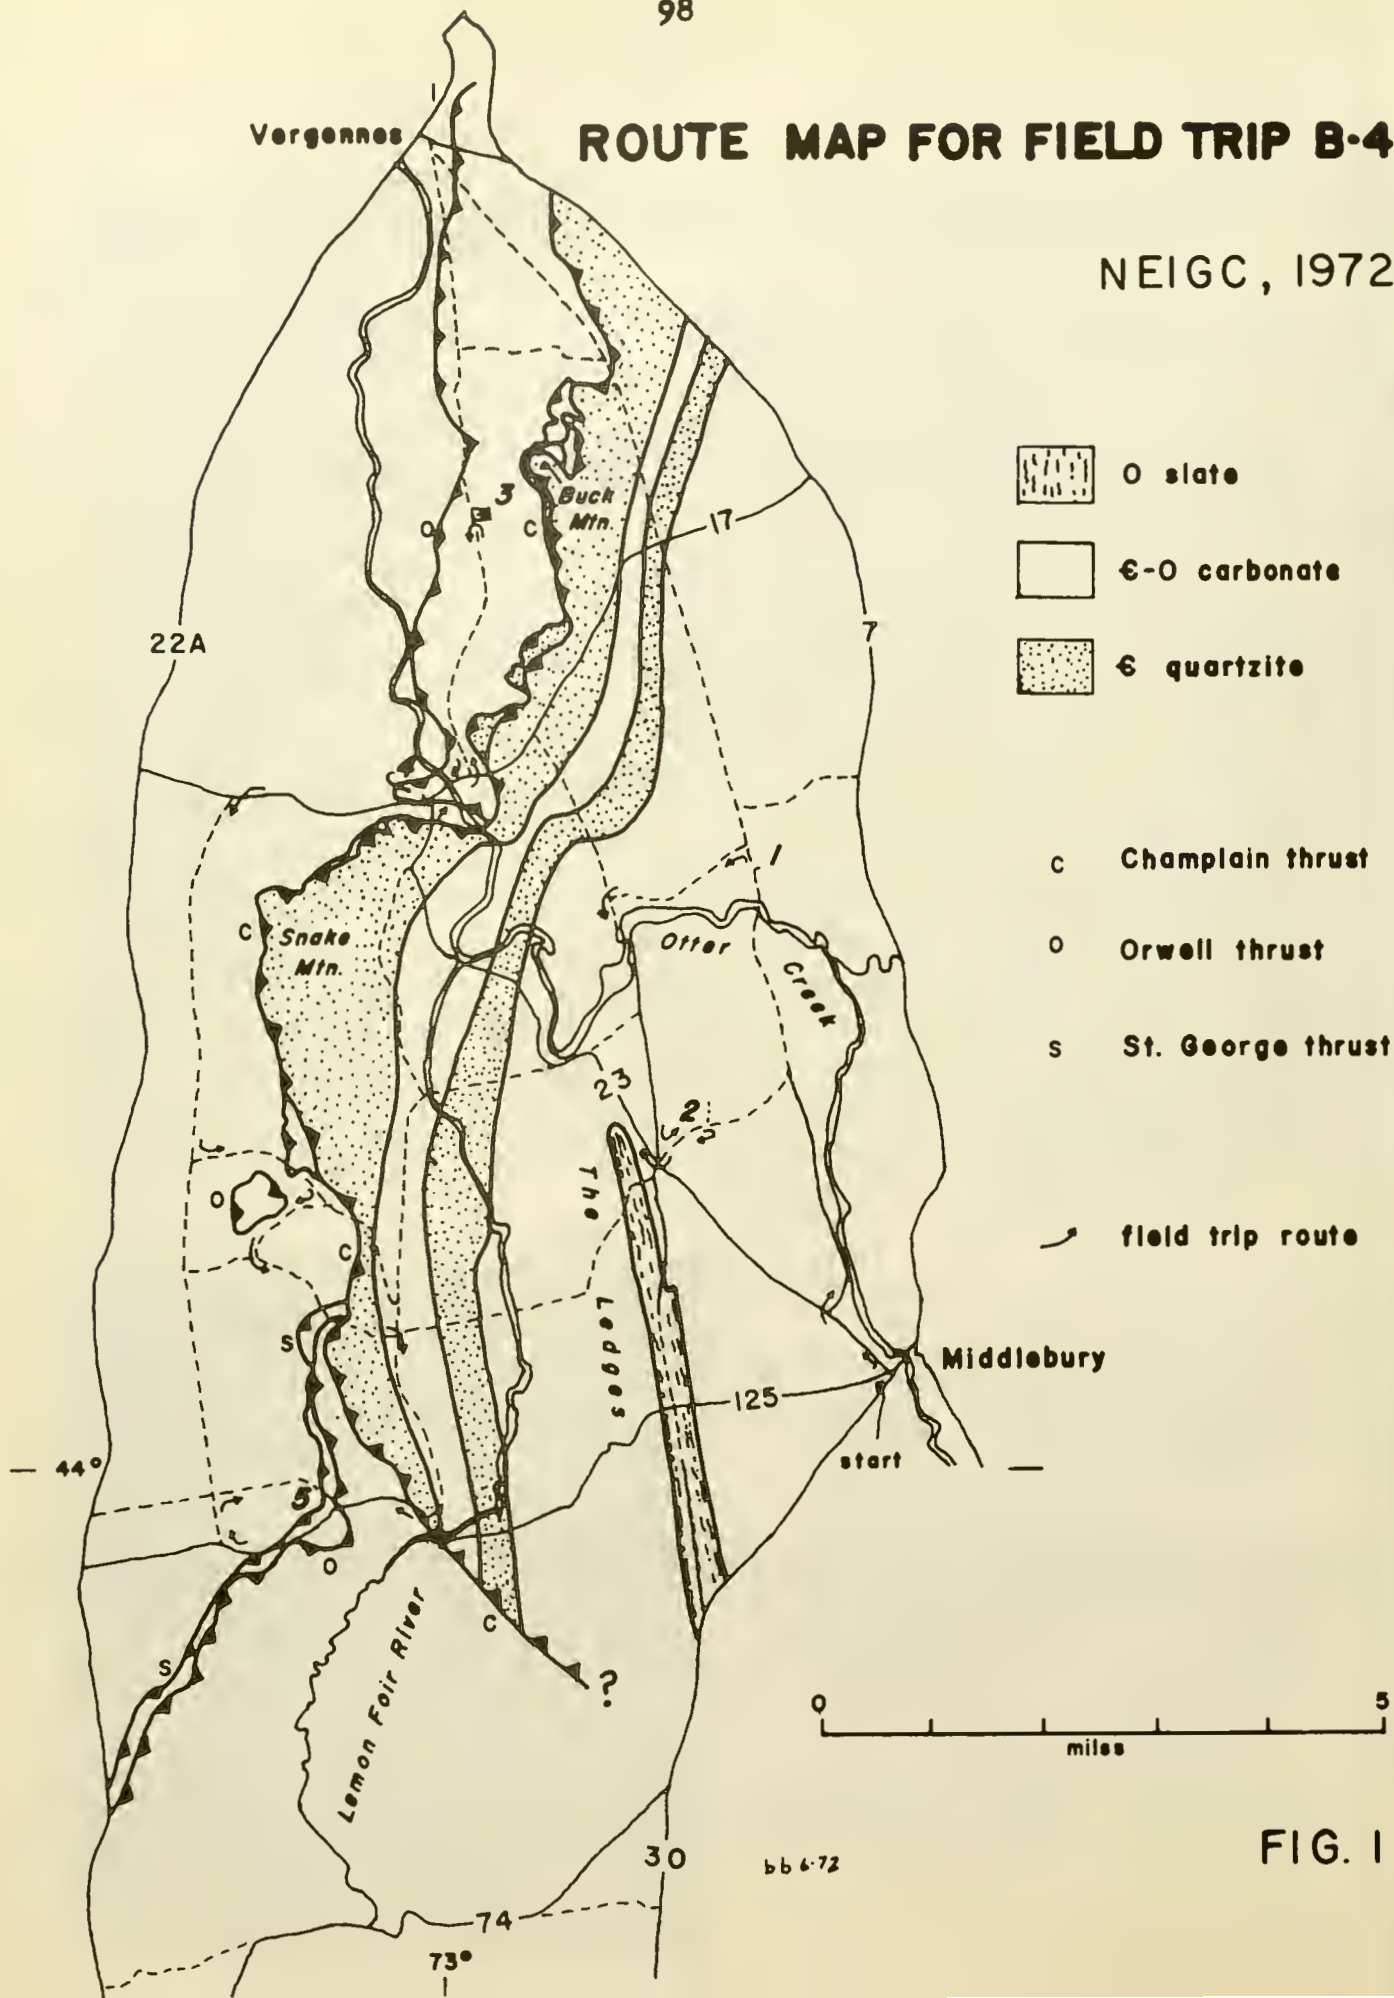 98
Vergennes
ROUTE MAP FOR FIELD TRIP B-4
NEIGC, 1972
O slate
Є-O carbonate
Є quartzite
3
Buck
Mtn.
O
C
17
22A
7
C Champlain thrust
O Orwell thrust
S St. George thrust
field trip route
1
C
Snake
Mtn.
Otter
Creek
23
2
The
Ledges
O
C
S
Middlebury
125
start
44°
5
O
C
S
?
Lemon Fair River
0 5
miles
30
bb 6-72
FIG. 1
74
73°